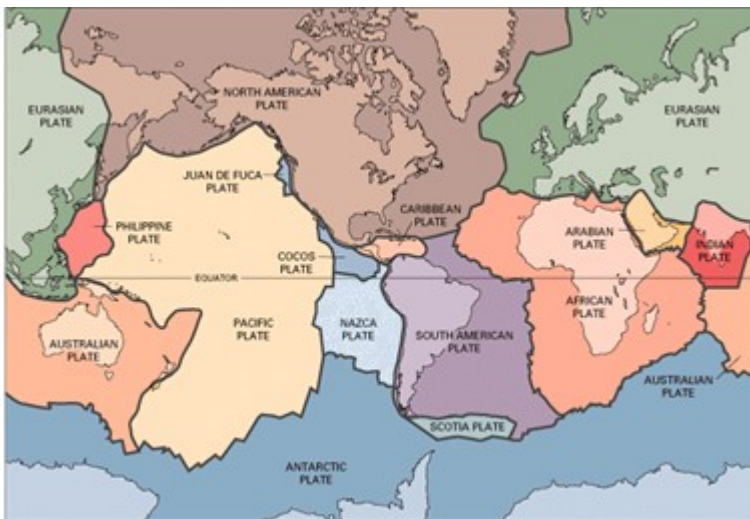 NORTH AMERICAN
PLATE
EURASIAN
PLATE
EURASIAN
PLATE
JUAN DE FUCA
PLATE
CARIBBEAN
PLATE
PHILIPPINE
PLATE
ARABIAN
PLATE
INDIAN
PLATE
COCOS
PLATE
EQUATOR
AFRICAN
PLATE
PACIFIC
PLATE
NAZCA
PLATE
SOUTH AMERICAN
PLATE
AUSTRALIAN
PLATE
AUSTRALIAN
PLATE
SCOTIA PLATE
ANTARCTIC
PLATE